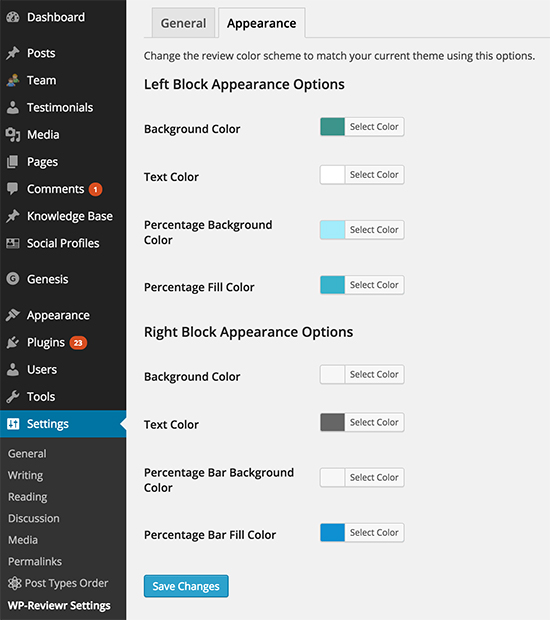 Dashboard
Posts
Team
Testimonials
Media
Pages
Comments 1
Knowledge Base
Social Profiles
Genesis
Appearance
Plugins 23
Users
Tools
Settings
General
Writing
Reading
Discussion
Media
Permalinks
Post Types Order
WP-Reviewr Settings
General Appearance
Change the review color scheme to match your current theme using this options.
Left Block Appearance Options
Background Color Select Color
Text Color Select Color
Percentage Background
Color Select Color
Percentage Fill Color Select Color
Right Block Appearance Options
Background Color Select Color
Text Color Select Color
Percentage Bar Background
Color Select Color
Percentage Bar Fill Color Select Color
Save Changes